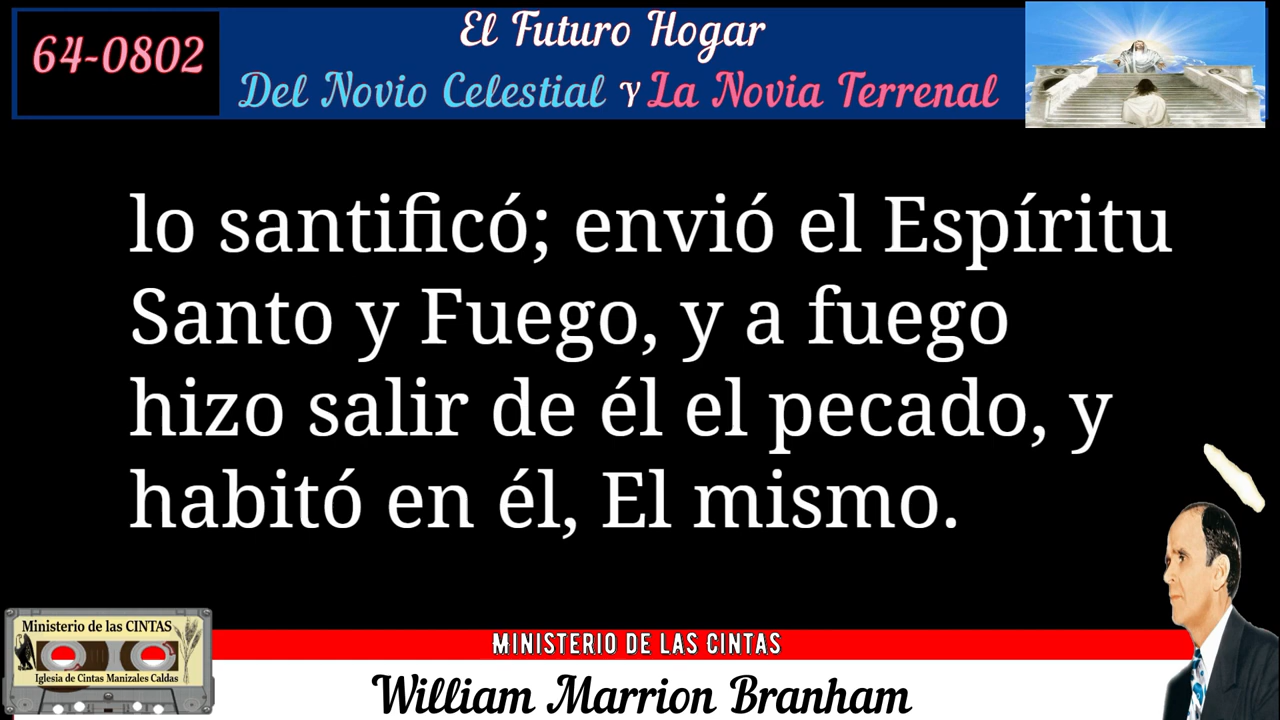 64-0802
El Futuro Hogar
Del Novio Celestial Y La Novia Terrenal
lo santificó; envió el Espíritu
Santo y Fuego, y a fuego
hizo salir de él el pecado, y
habitó en él, El mismo.
Ministerio de las CINTAS
Iglesia de Cintas Manizales Caldas
MINISTERIO DE LAS CINTAS
William Marrion Branham